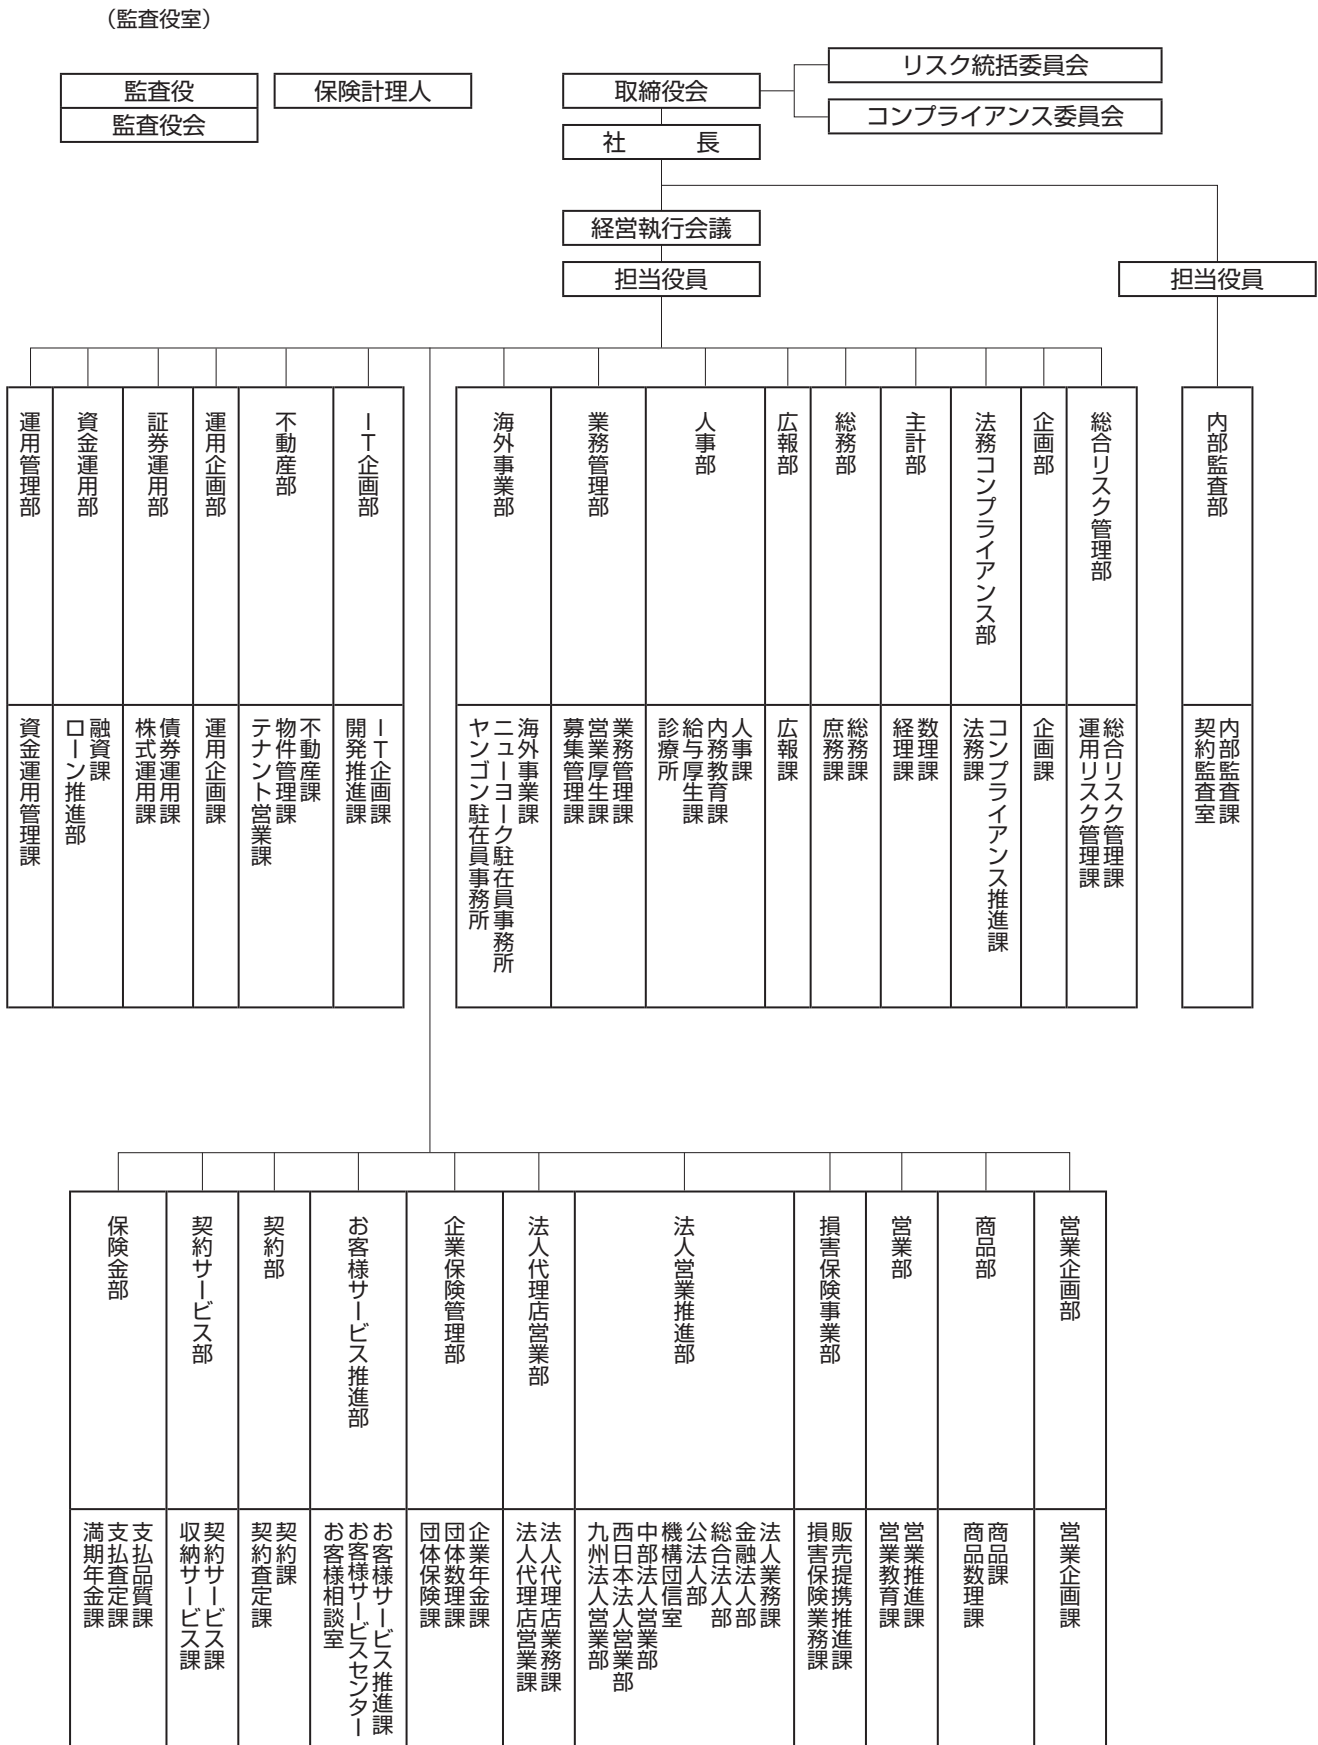 （監査役室）
監査役
監査役会
保険計理人
取締役会
社　長
リスク統括委員会
コンプライアンス委員会
経営執行会議
担当役員
担当役員
運用管理部
資金運用部
証券運用部
運用企画部
不動産部
IT企画部
海外事業部
業務管理部
人事部
広報部
総務部
主計部
法務コンプライアンス部
企画部
総合リスク管理部
内部監査部
資金運用管理課
融資課
ローン推進部
債券運用課
株式運用課
運用企画課
不動産課
物件管理課
テナント営業課
IT企画課
開発推進課
海外事業課
ニューヨーク駐在員事務所
ヤンゴン駐在員事務所
業務管理課
営業厚生課
募集管理課
人事課
内務教育課
給与厚生課
診療所
広報課
総務課
庶務課
数理課
経理課
コンプライアンス推進課
法務課
企画課
総合リスク管理課
運用リスク管理課
内部監査課
契約監査室
保険金部
契約サービス部
契約部
お客様サービス推進部
企業保険管理部
法人代理店営業部
法人営業推進部
損害保険事業部
営業部
商品部
営業企画部
支払品質課
支払査定課
満期年金課
契約サービス課
収納サービス課
契約課
契約査定課
お客様サービス推進課
お客様サービスセンター
お客様相談室
企業年金課
団体数理課
団体保険課
法人代理店業務課
法人代理店営業課
法人業務課
金融法人部
総合法人部
公法人部
機構団信室
中部法人営業部
西日本法人営業部
九州法人営業部
販売提携推進課
損害保険業務課
営業推進課
営業教育課
商品課
商品数理課
営業企画課